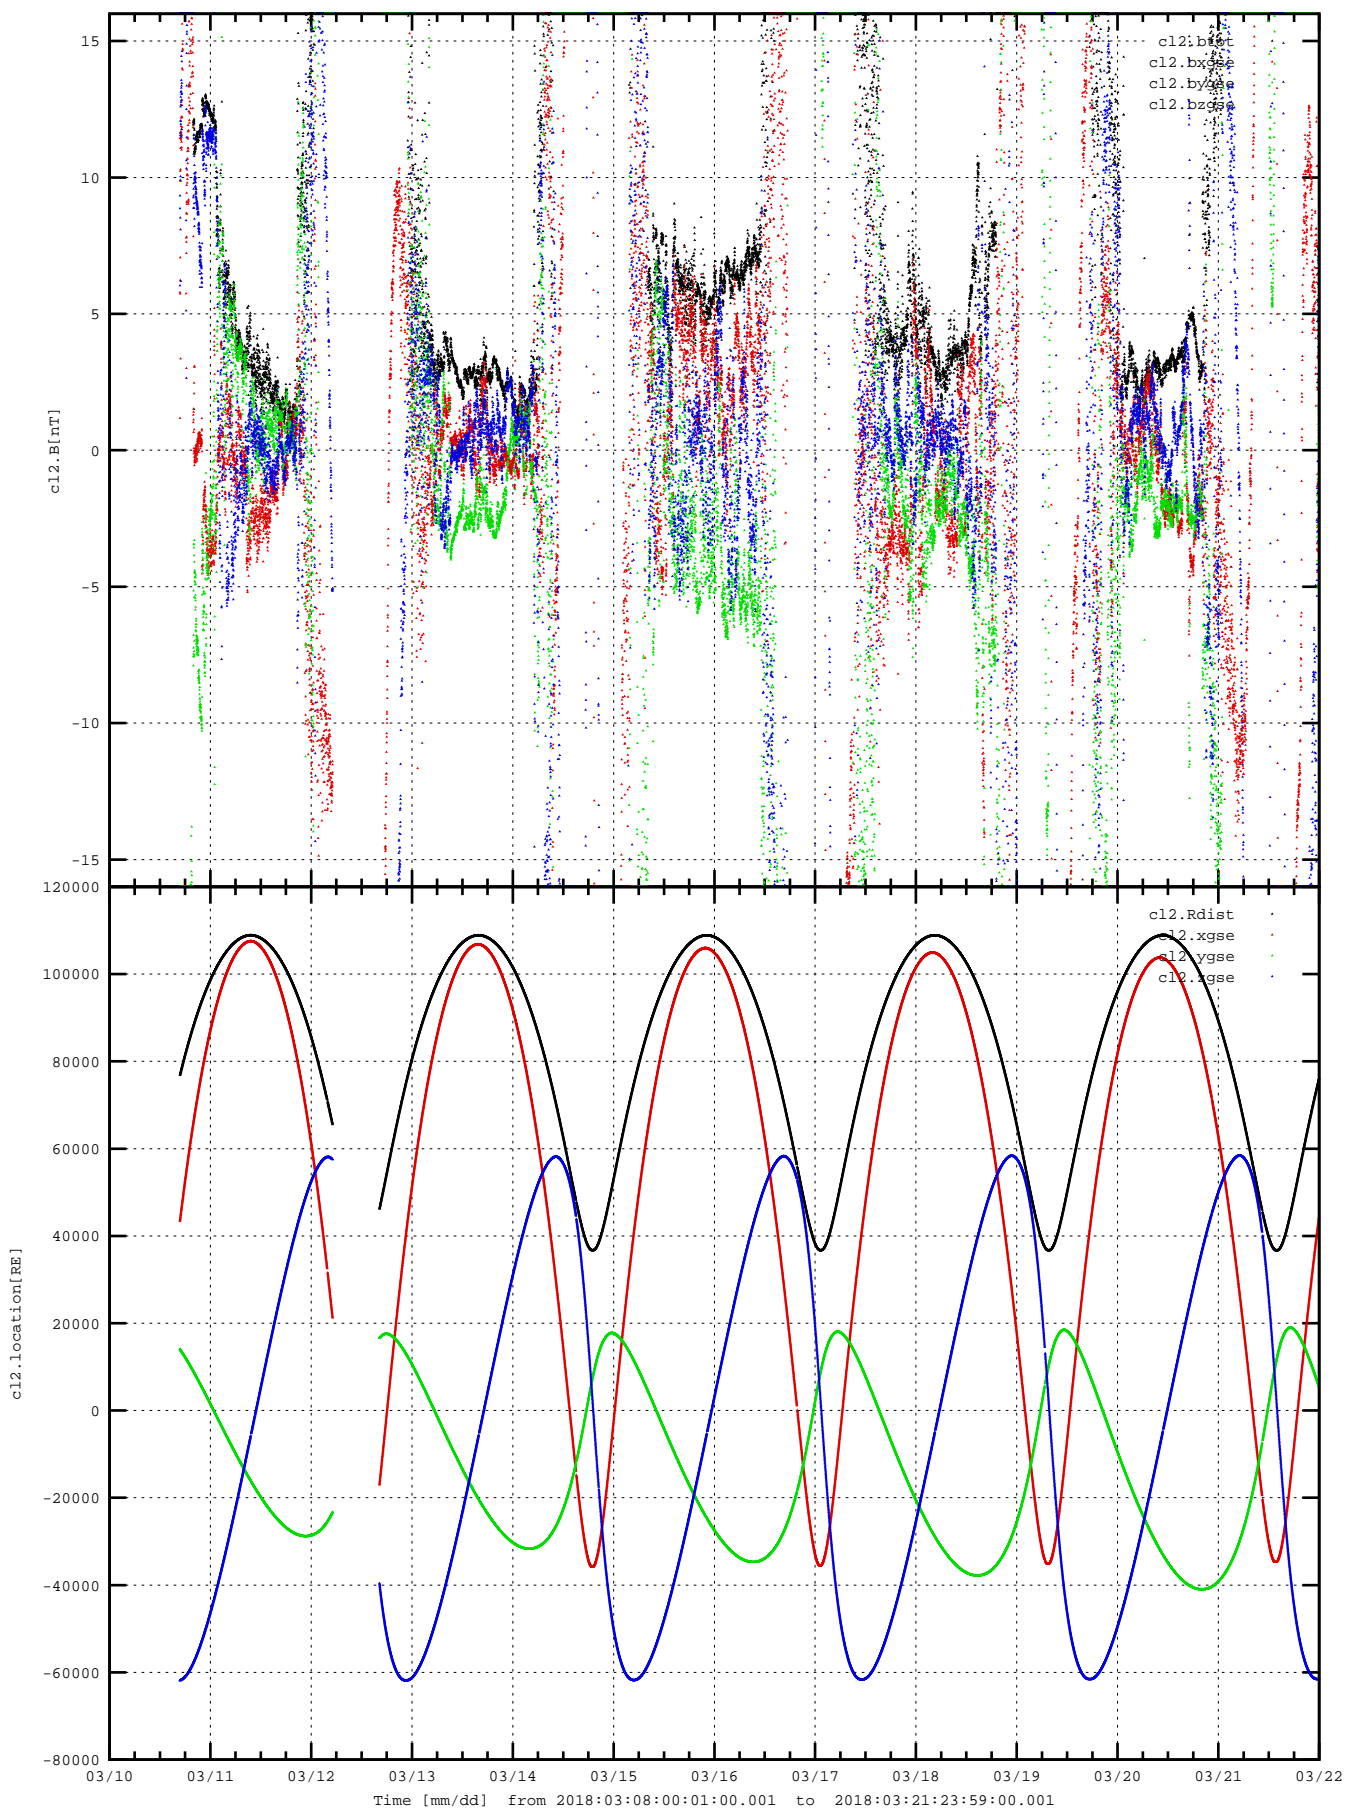 15
10
5
0
-5
-10
-15
cl2.B[nT]
cl2.btot
cl2.bxgse
cl2.bygse
cl2.bzgse
120000
100000
80000
60000
40000
20000
0
-20000
-40000
-60000
-80000
cl2.location[RE]
cl2.Rdist
cl2.xgse
cl2.ygse
cl2.zgse
03/10 03/11 03/12 03/13 03/14 03/15 03/16 03/17 03/18 03/19 03/20 03/21 03/22
Time [mm/dd] from 2018:03:08:00:01:00.001 to 2018:03:21:23:59:00.001